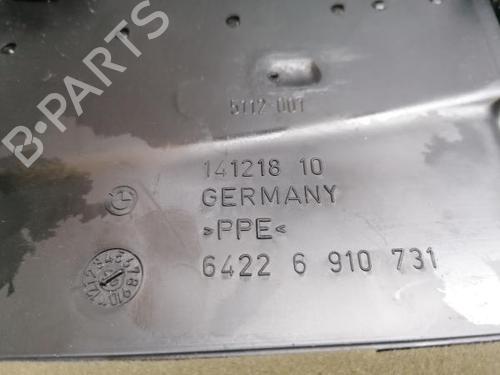 B-PARTS
5112-001
141218 10
GERMANY
>PPE<
6422 6 910 731